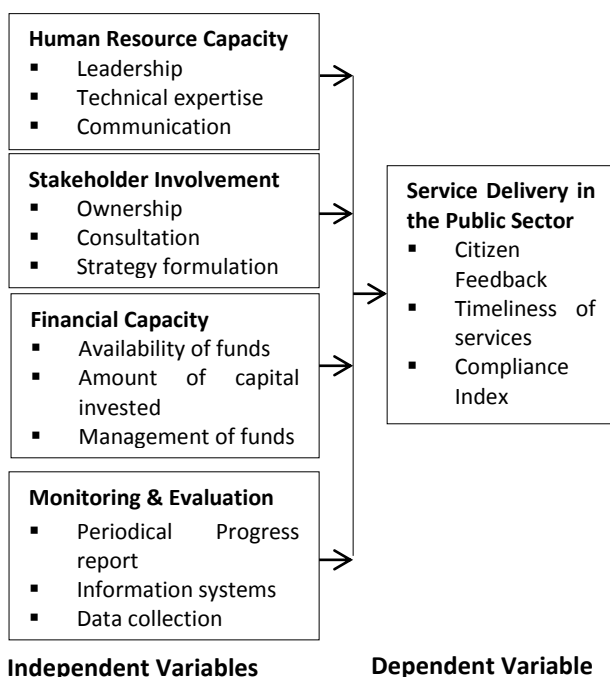 Human Resource Capacity
▪ Leadership
▪ Technical expertise
▪ Communication
Stakeholder Involvement
▪ Ownership
▪ Consultation
▪ Strategy formulation
Financial Capacity
▪ Availability of funds
▪ Amount of capital
invested
▪ Management of funds
Monitoring & Evaluation
▪ Periodical Progress
report
▪ Information systems
▪ Data collection
Independent Variables
Service Delivery in
the Public Sector
▪ Citizen
Feedback
▪ Timeliness of
services
▪ Compliance
Index
Dependent Variable